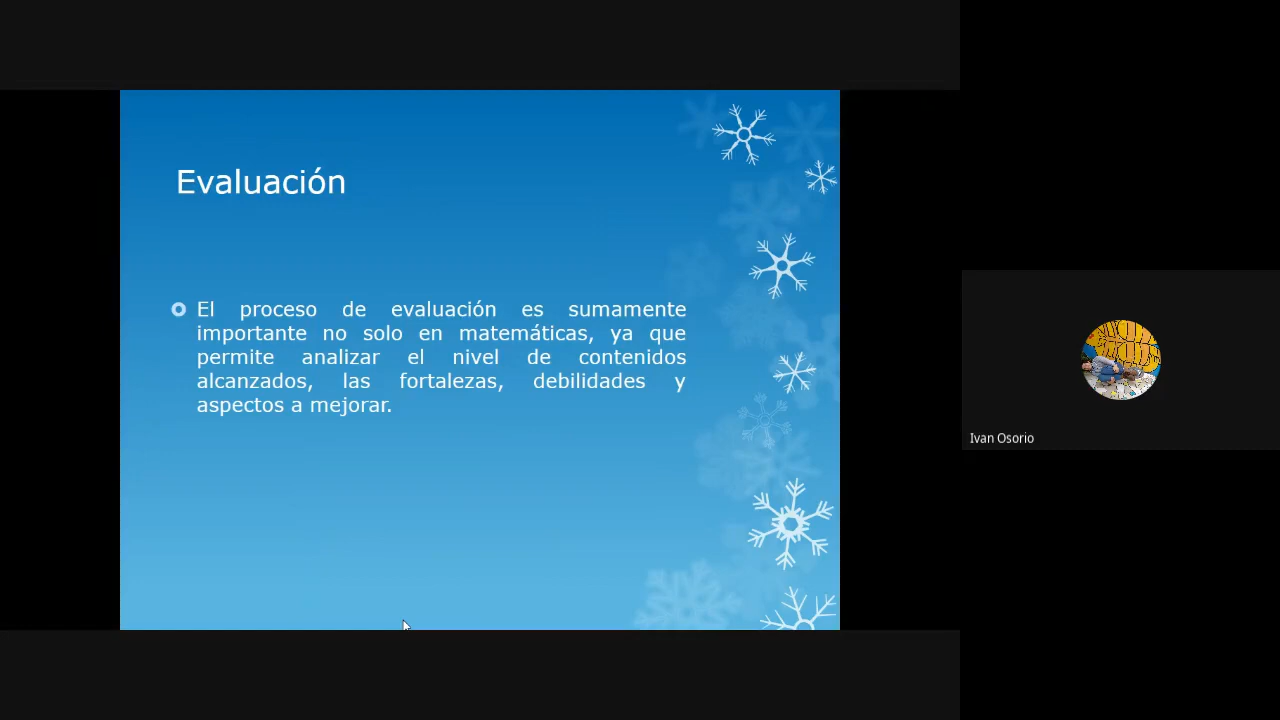 Evaluación
El proceso de evaluación es sumamente
importante no solo en matemáticas, ya que
permite analizar el nivel de contenidos
alcanzados, las fortalezas, debilidades y
aspectos a mejorar.
Ivan Osorio